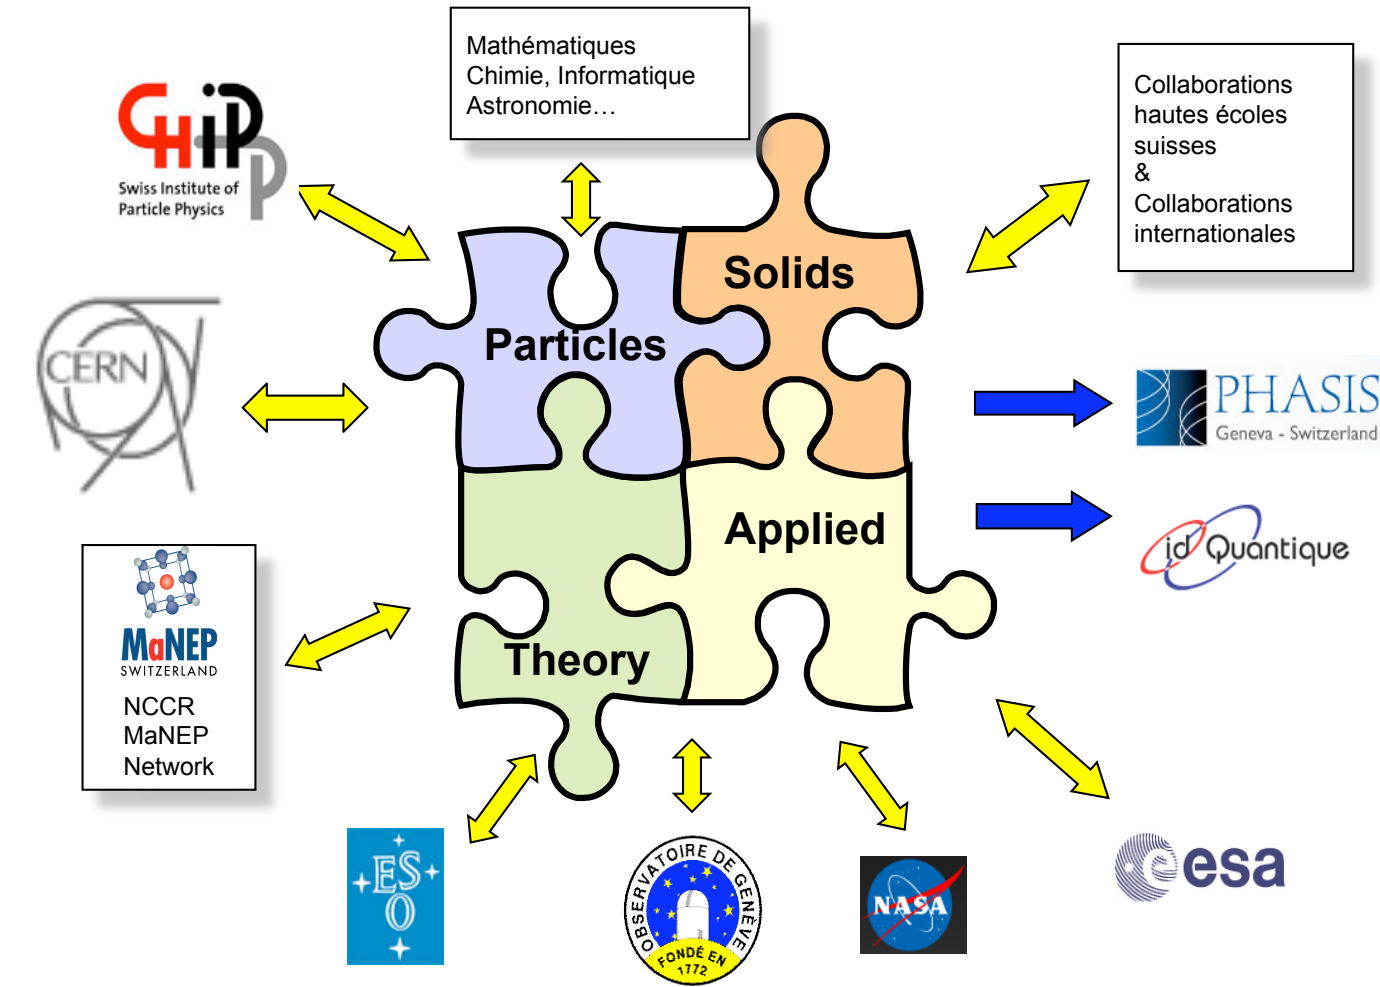 Mathématiques
Chimie, Informatique
Astronomie…
Collaborations
hautes écoles
suisses
&
Collaborations
internationales
CHiPP
Swiss Institute of
Particle Physics
Solids
Particles
CERN
PHASIS
Geneva - Switzerland
Applied
id Quantique
MaNEP
SWITZERLAND
NCCR
MaNEP
Network
Theory
ESO
OBSERVATOIRE DE GENÈVE
FONDÉ EN
1772
NASA
esa